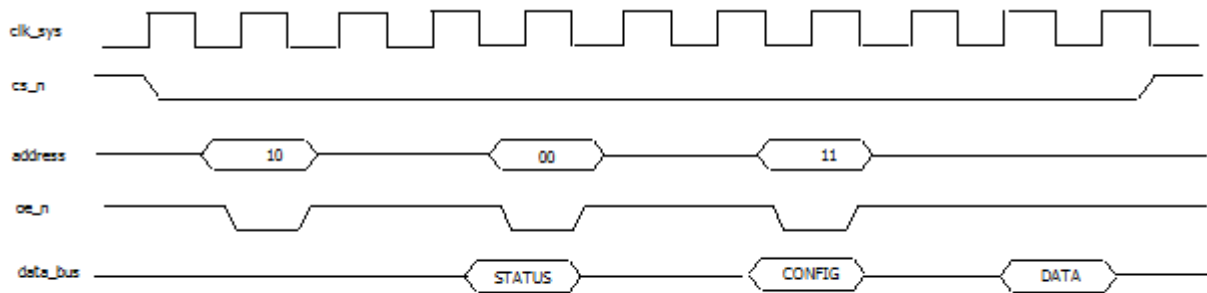 clk_sys
cs_n
address 10 00 11
oe_n
data_bus STATUS CONFIG DATA